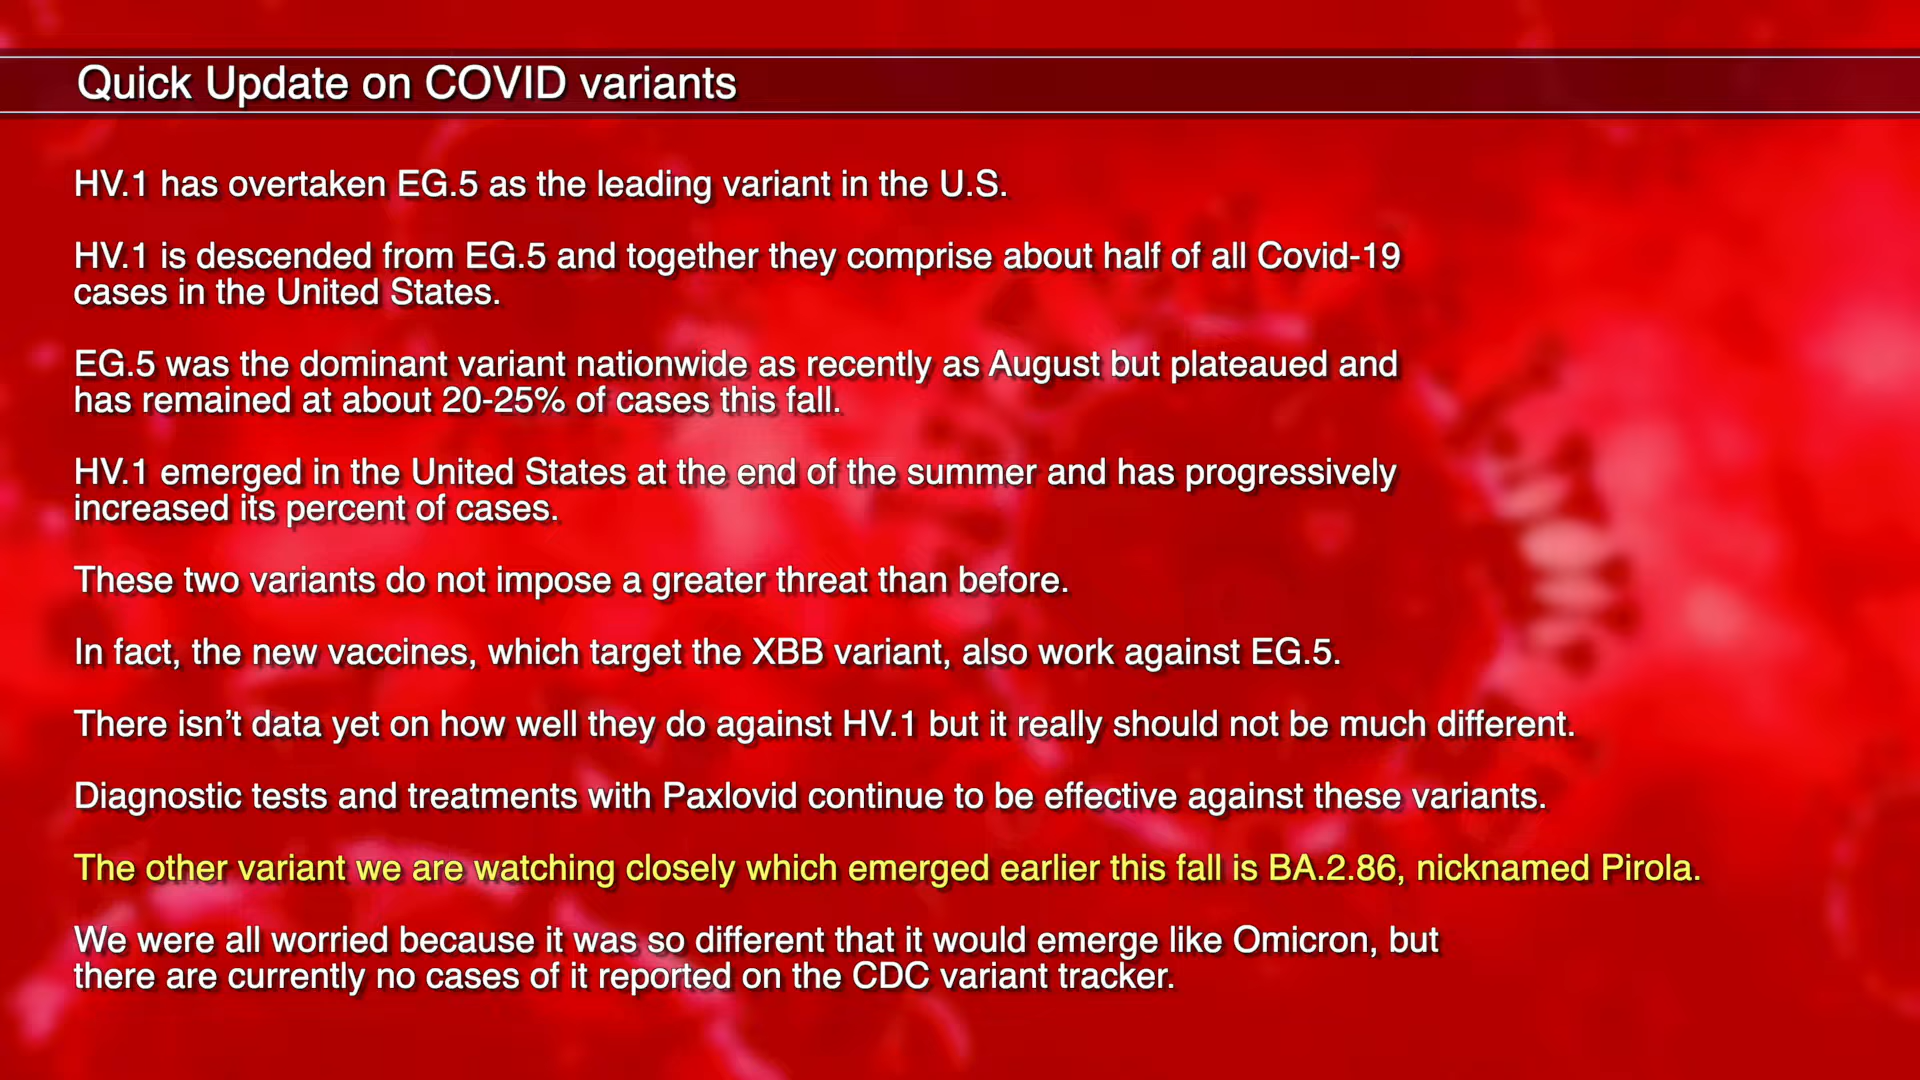 Quick Update on COVID variants
HV.1 has overtaken EG.5 as the leading variant in the U.S.
HV.1 is descended from EG.5 and together they comprise about half of all Covid-19
cases in the United States.
EG.5 was the dominant variant nationwide as recently as August but plateaued and
has remained at about 20-25% of cases this fall.
HV.1 emerged in the United States at the end of the summer and has progressively
increased its percent of cases.
These two variants do not impose a greater threat than before.
In fact, the new vaccines, which target the XBB variant, also work against EG.5.
There isn’t data yet on how well they do against HV.1 but it really should not be much different.
Diagnostic tests and treatments with Paxlovid continue to be effective against these variants.
The other variant we are watching closely which emerged earlier this fall is BA.2.86, nicknamed Pirola.
We were all worried because it was so different that it would emerge like Omicron, but
there are currently no cases of it reported on the CDC variant tracker.